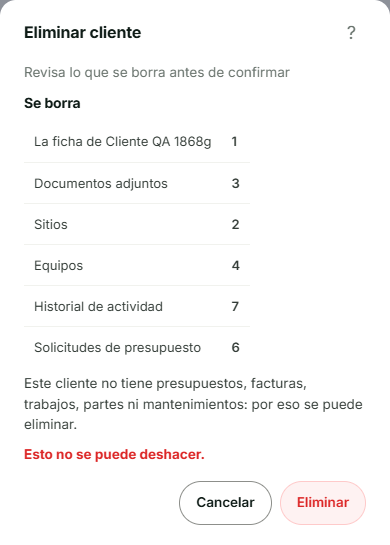 Eliminar cliente ?
Revisa lo que se borra antes de confirmar
Se borra
La ficha de Cliente QA 1868g 1
Documentos adjuntos 3
Sitios 2
Equipos 4
Historial de actividad 7
Solicitudes de presupuesto 6
Este cliente no tiene presupuestos, facturas,
trabajos, partes ni mantenimientos: por eso se puede
eliminar.
Esto no se puede deshacer.
Cancelar Eliminar